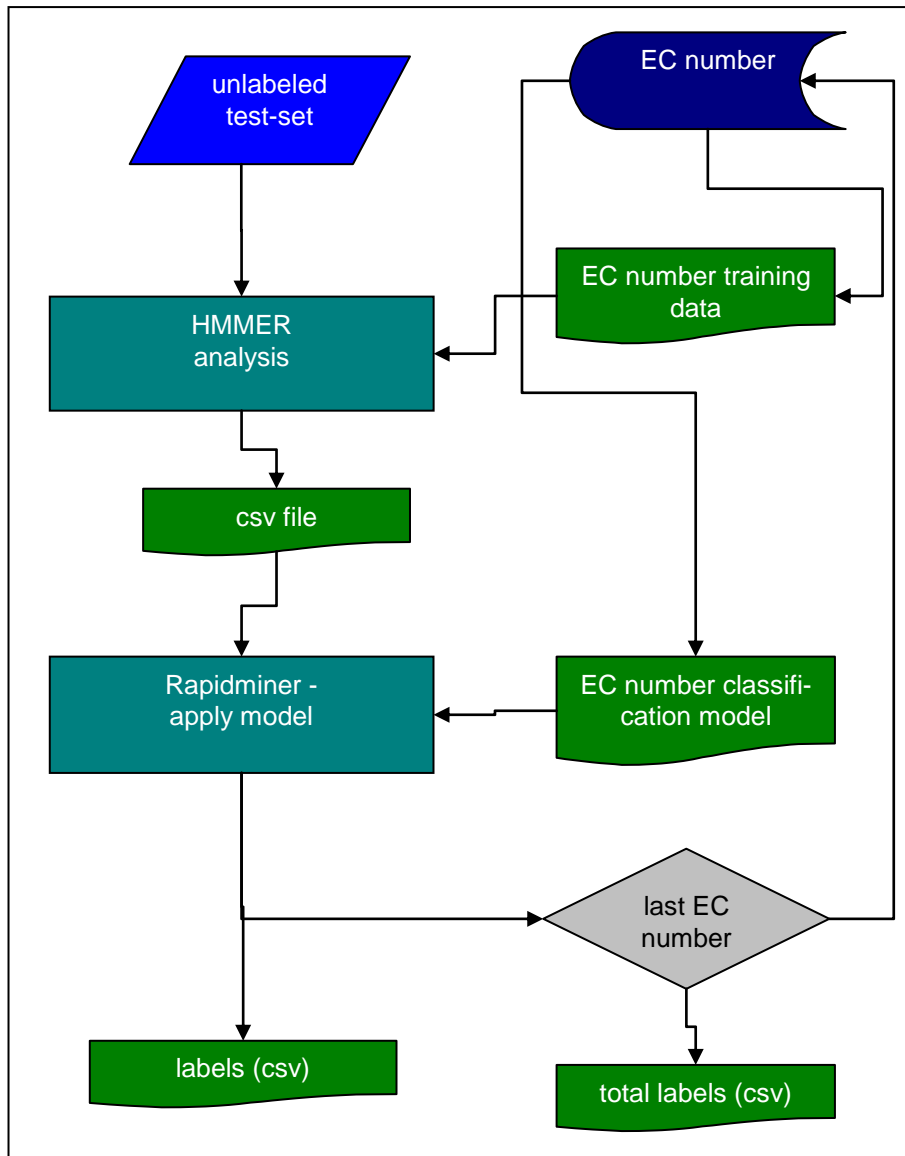 unlabeled
test-set
EC number
EC number training
data
HMMER
analysis
csv file
Rapidminer -
apply model
EC number classifi-
cation model
last EC
number
labels (csv)
total labels (csv)